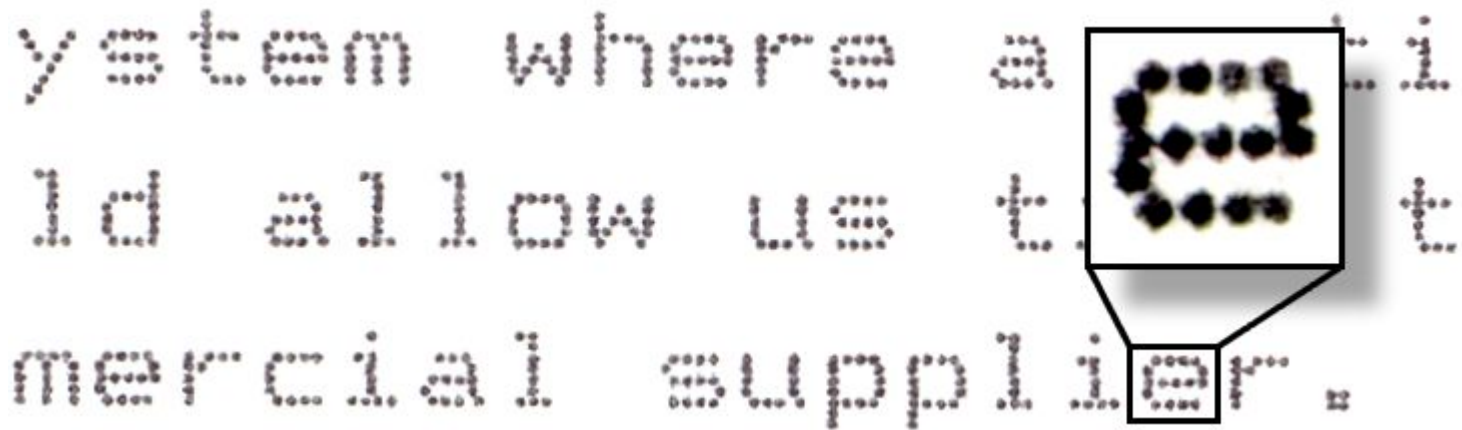 ystem where a i
ld allow us t t
mercial supplier.
e